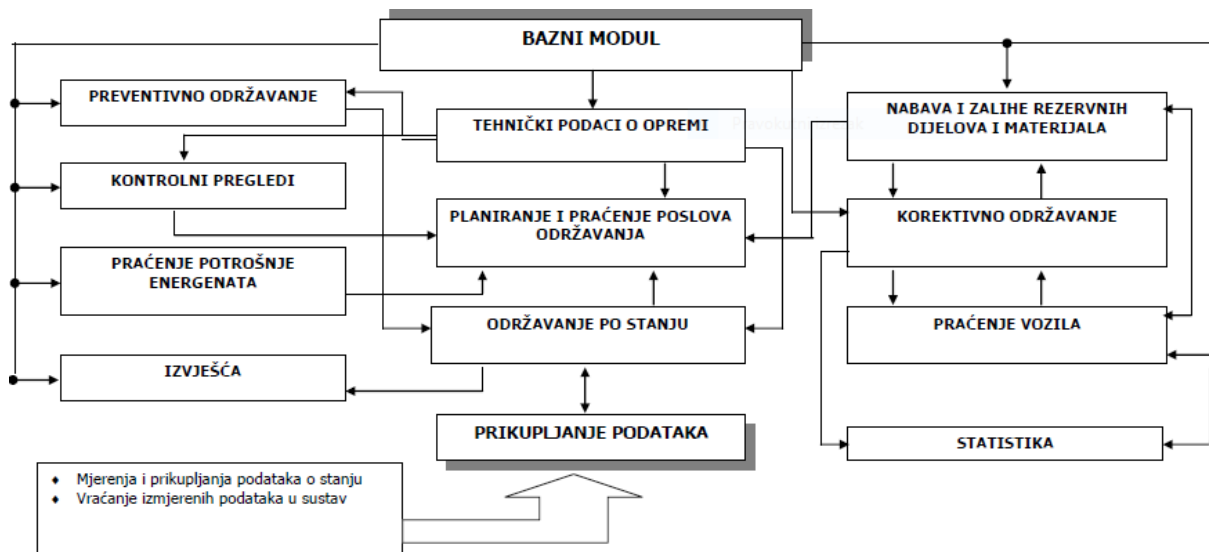 BAZNI MODUL
PREVENTIVNO ODRŽAVANJE
TEHNIČKI PODACI O OPREMI
NABAVA I ZALIHE REZERVNIH
DIJELOVA I MATERIJALA
KONTROLNI PREGLEDI
PLANIRANJE I PRAĆENJE POSLOVA
ODRŽAVANJA
KOREKTIVNO ODRŽAVANJE
PRAĆENJE POTROŠNJE
ENERGENATA
ODRŽAVANJE PO STANJU
PRAĆENJE VOZILA
IZVJEŠĆA
PRIKUPLJANJE PODATAKA
STATISTIKA
♦ Mjerenja i prikupljanja podataka o stanju
♦ Vraćanje izmjerenih podataka u sustav